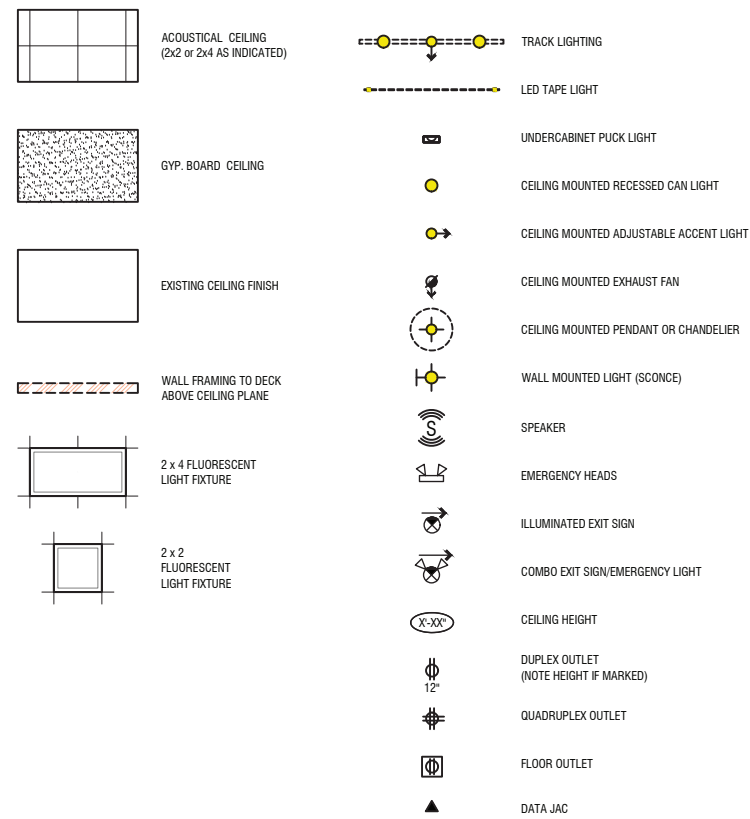 ACOUSTICAL CEILING
(2x2 or 2x4 AS INDICATED)
GYP. BOARD CEILING
EXISTING CEILING FINISH
WALL FRAMING TO DECK
ABOVE CEILING PLANE
2 x 4 FLUORESCENT
LIGHT FIXTURE
2 x 2
FLUORESCENT
LIGHT FIXTURE
TRACK LIGHTING
LED TAPE LIGHT
UNDERCABINET PUCK LIGHT
CEILING MOUNTED RECESSED CAN LIGHT
CEILING MOUNTED ADJUSTABLE ACCENT LIGHT
CEILING MOUNTED EXHAUST FAN
CEILING MOUNTED PENDANT OR CHANDELIER
WALL MOUNTED LIGHT (SCONCE)
S
SPEAKER
EMERGENCY HEADS
ILLUMINATED EXIT SIGN
COMBO EXIT SIGN/EMERGENCY LIGHT
X'-XX"
CEILING HEIGHT
12"
DUPLEX OUTLET
(NOTE HEIGHT IF MARKED)
QUADRUPLEX OUTLET
FLOOR OUTLET
DATA JAC